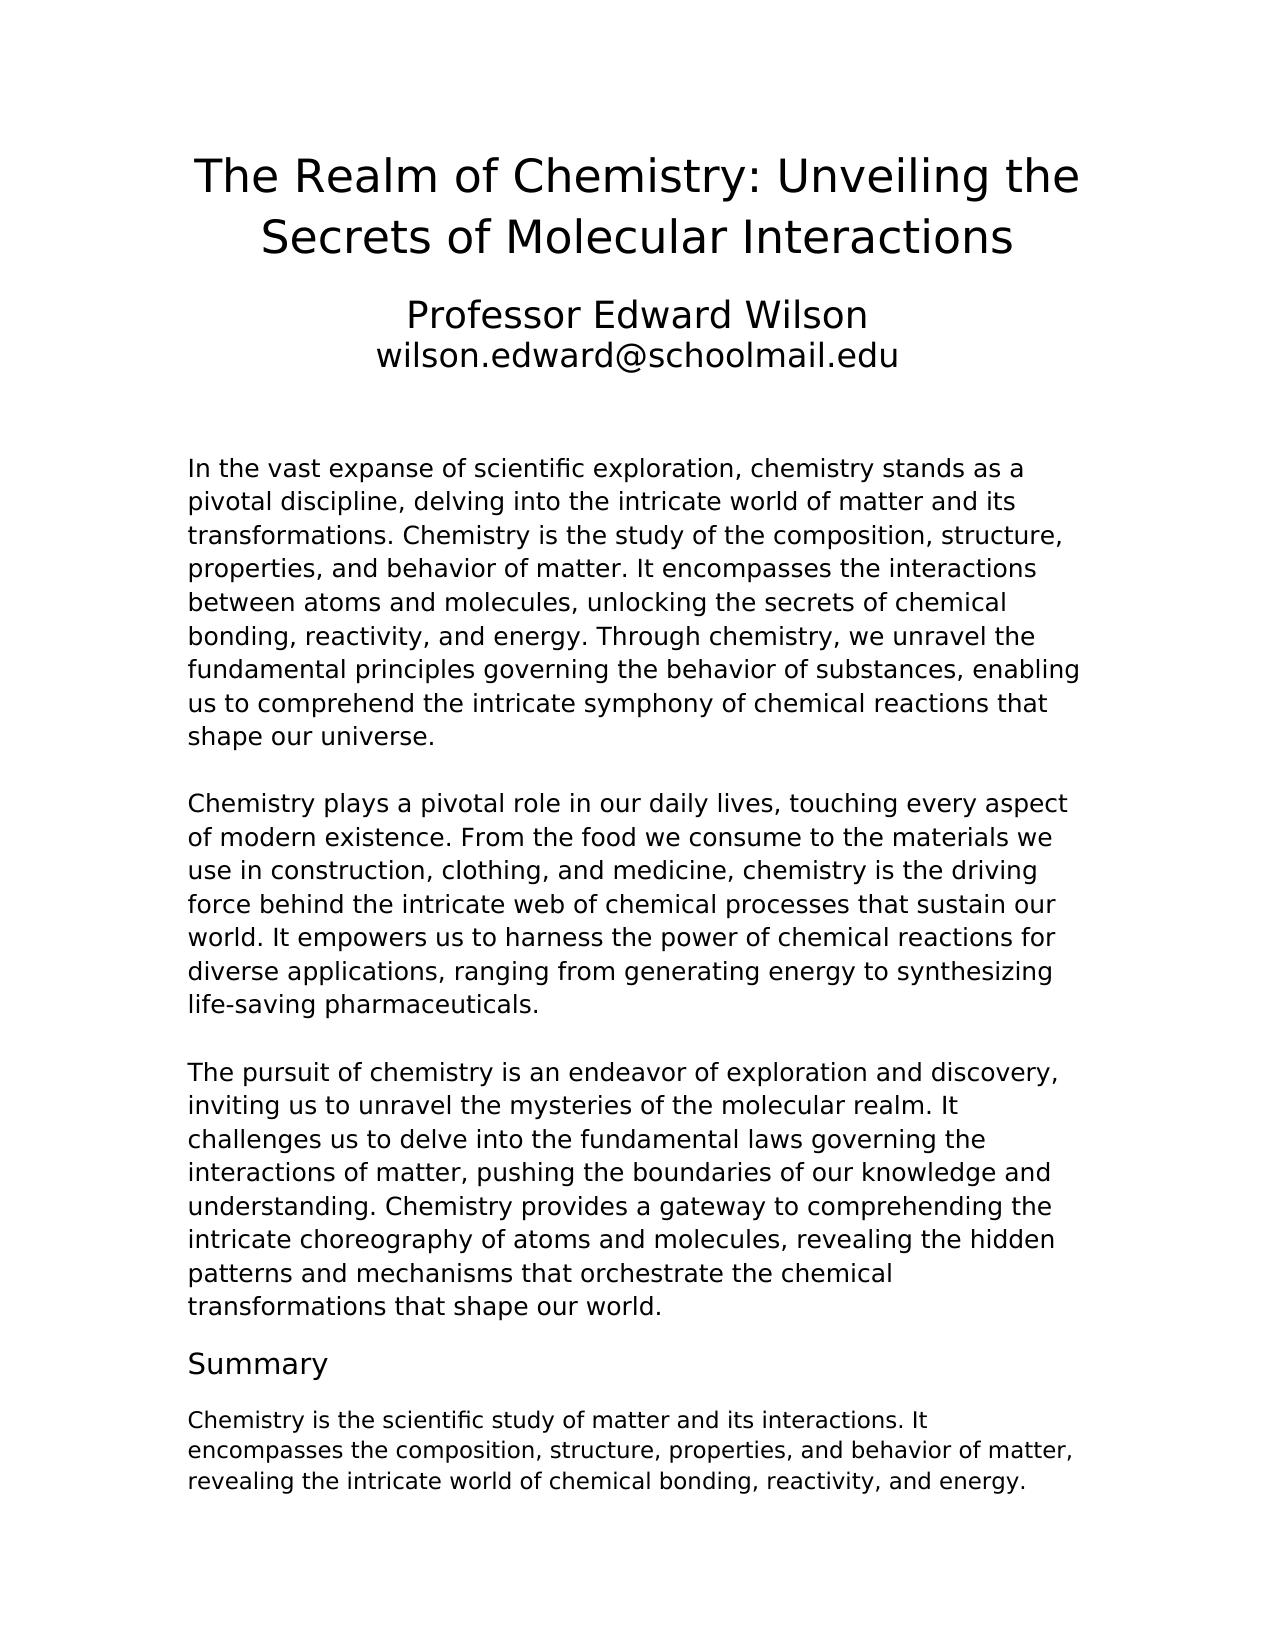 The Realm of Chemistry: Unveiling the
Secrets of Molecular Interactions
Professor Edward Wilson
wilson.edward@schoolmail.edu
In the vast expanse of scientific exploration, chemistry stands as a
pivotal discipline, delving into the intricate world of matter and its
transformations. Chemistry is the study of the composition, structure,
properties, and behavior of matter. It encompasses the interactions
between atoms and molecules, unlocking the secrets of chemical
bonding, reactivity, and energy. Through chemistry, we unravel the
fundamental principles governing the behavior of substances, enabling
us to comprehend the intricate symphony of chemical reactions that
shape our universe.
Chemistry plays a pivotal role in our daily lives, touching every aspect
of modern existence. From the food we consume to the materials we
use in construction, clothing, and medicine, chemistry is the driving
force behind the intricate web of chemical processes that sustain our
world. It empowers us to harness the power of chemical reactions for
diverse applications, ranging from generating energy to synthesizing
life-saving pharmaceuticals.
The pursuit of chemistry is an endeavor of exploration and discovery,
inviting us to unravel the mysteries of the molecular realm. It
challenges us to delve into the fundamental laws governing the
interactions of matter, pushing the boundaries of our knowledge and
understanding. Chemistry provides a gateway to comprehending the
intricate choreography of atoms and molecules, revealing the hidden
patterns and mechanisms that orchestrate the chemical
transformations that shape our world.
Summary
Chemistry is the scientific study of matter and its interactions. It
encompasses the composition, structure, properties, and behavior of matter,
revealing the intricate world of chemical bonding, reactivity, and energy.